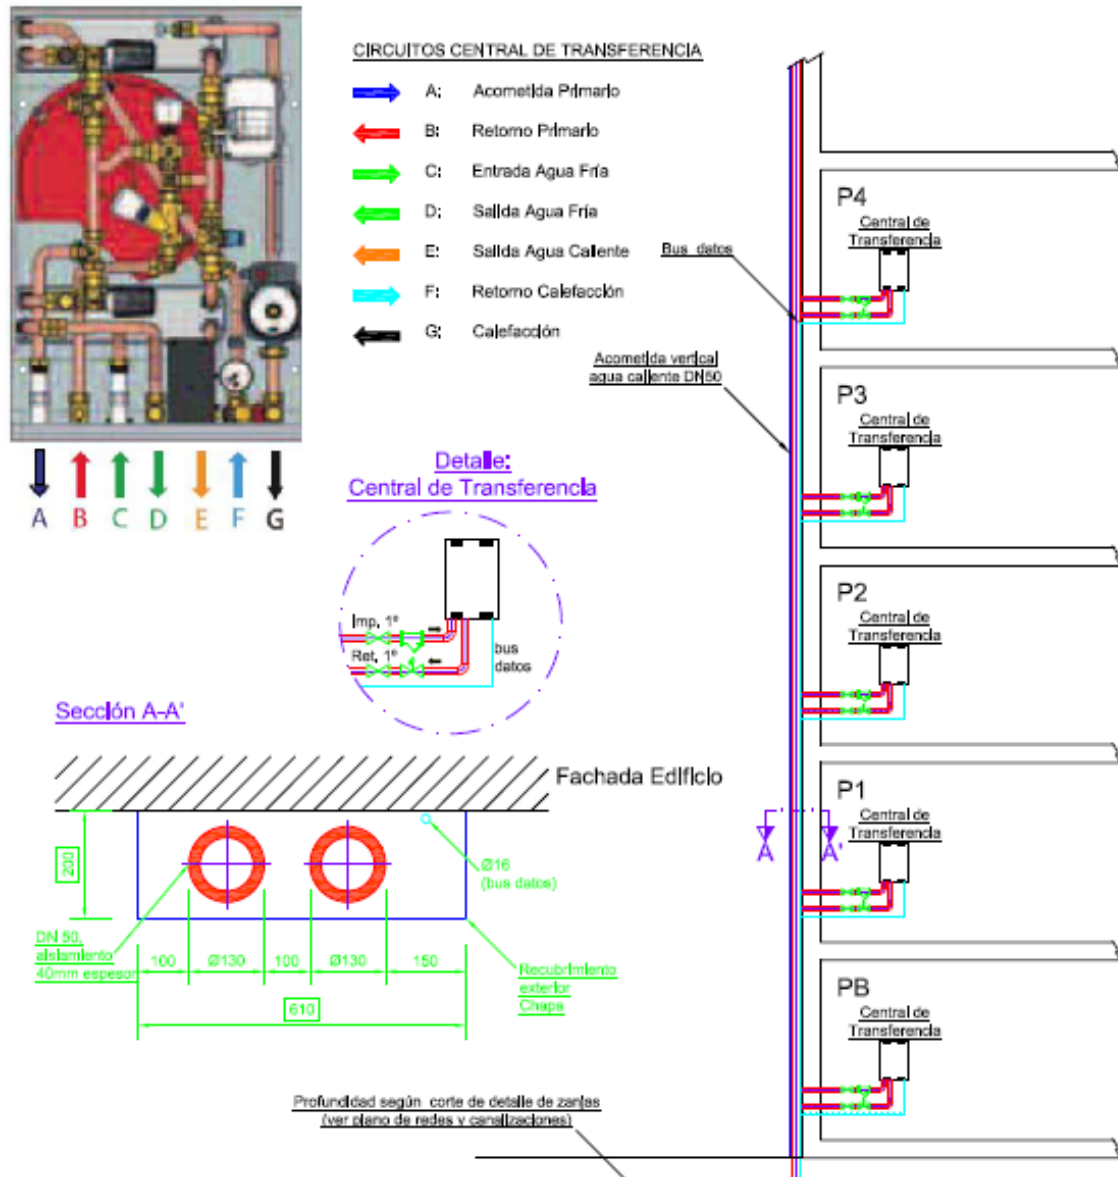 CIRCUITOS CENTRAL DE TRANSFERENCIA
A: Acometida Primario
B: Retorno Primario
C: Entrada Agua Fría
D: Salida Agua Fría
E: Salida Agua Caliente
F: Retorno Calefacción
G: Calefacción
A B C D E F G
Detalle:
Central de Transferencia
Imp. 1º
Ret. 1º
bus
datos
Sección A-A'
Fachada Edificio
200
Ø16
(bus datos)
DN 50,
aislamiento
40mm espesor
100 Ø130 100 Ø130 150
610
Recubrimiento
exterior
Chapa
Profundidad según corte de detalle de zanjas
(ver plano de redes y canalizaciones)
Bus datos
Acometida vertical
agua caliente DN50
P4
Central de
Transferencia
P3
Central de
Transferencia
P2
Central de
Transferencia
P1
Central de
Transferencia
A A'
PB
Central de
Transferencia